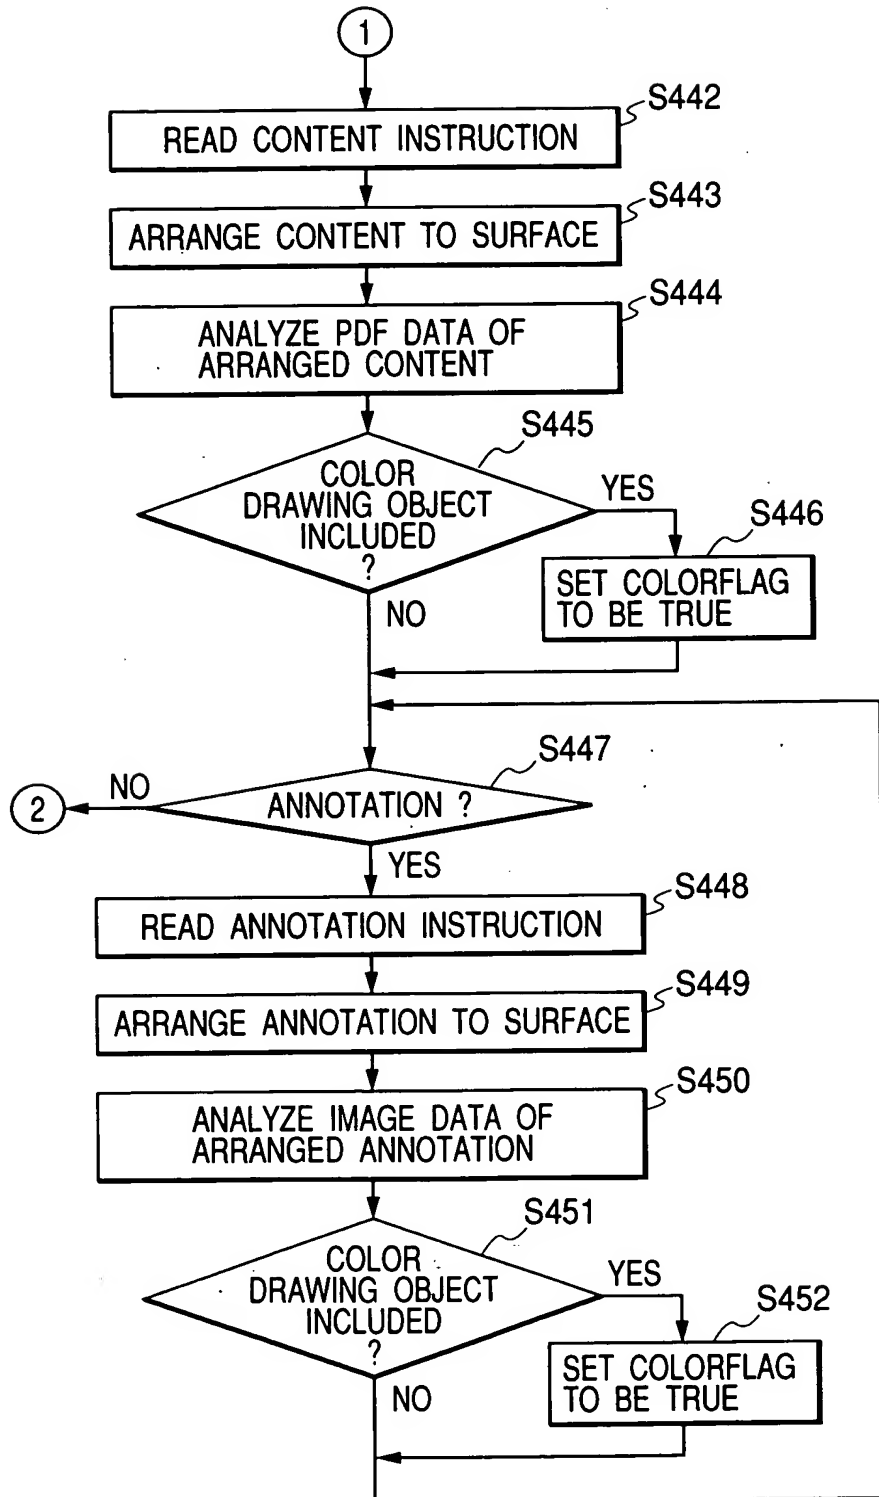 1
S442
READ CONTENT INSTRUCTION
S443
ARRANGE CONTENT TO SURFACE
S444
ANALYZE PDF DATA OF
ARRANGED CONTENT
S445
COLOR
DRAWING OBJECT
INCLUDED
?
YES
S446
SET COLORFLAG
TO BE TRUE
NO
S447
2
NO
ANNOTATION ?
YES
S448
READ ANNOTATION INSTRUCTION
S449
ARRANGE ANNOTATION TO SURFACE
S450
ANALYZE IMAGE DATA OF
ARRANGED ANNOTATION
S451
COLOR
DRAWING OBJECT
INCLUDED
?
YES
S452
SET COLORFLAG
TO BE TRUE
NO